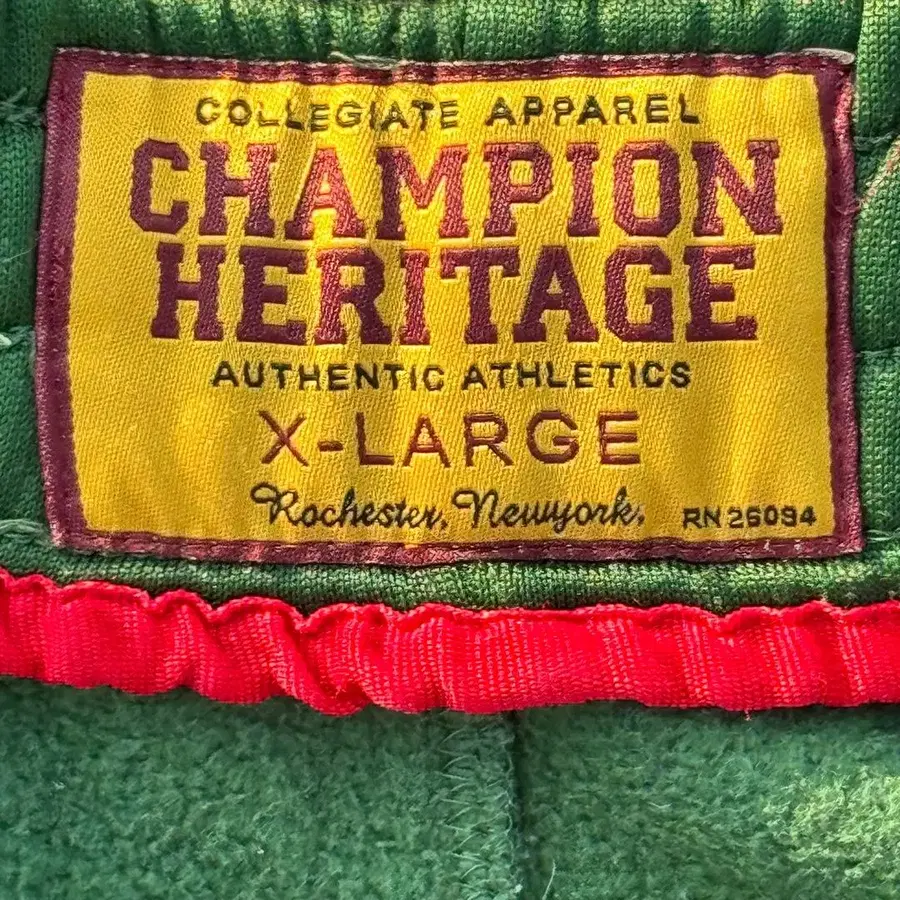 COLLEGIATE APPAREL
CHAMPION
HERITAGE
AUTHENTIC ATHLETICS
X-LARGE
Rochester, Newyork,
RN 26094